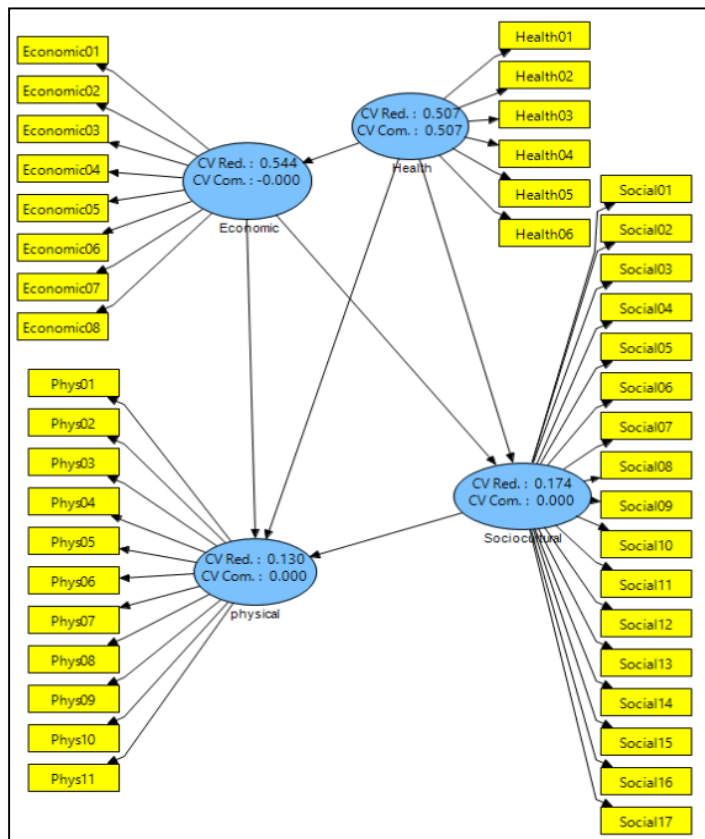 Economic01
Economic02
Economic03
Economic04
Economic05
Economic06
Economic07
Economic08
CV Red. : 0.544
CV Com. : -0.000
Economic
CV Red. : 0.507
CV Com. : 0.507
Health
Health01
Health02
Health03
Health04
Health05
Health06
Phys01
Phys02
Phys03
Phys04
Phys05
Phys06
Phys07
Phys08
Phys09
Phys10
Phys11
CV Red. : 0.130
CV Com. : 0.000
physical
CV Red. : 0.174
CV Com. : 0.000
Sociocultural
Social01
Social02
Social03
Social04
Social05
Social06
Social07
Social08
Social09
Social10
Social11
Social12
Social13
Social14
Social15
Social16
Social17